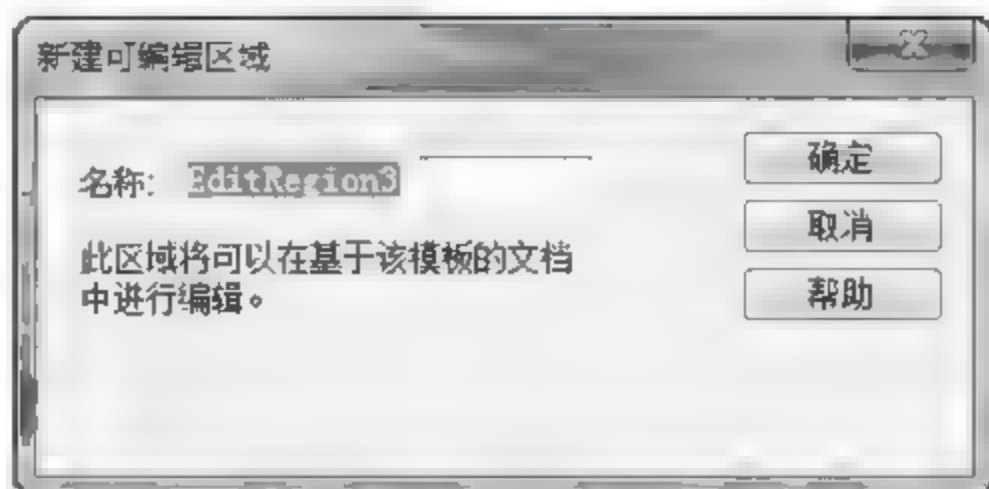 新建可编辑区域
名称: EditRegion3
确定
取消
帮助
此区域将可以在基于该模板的文档
中进行编辑。